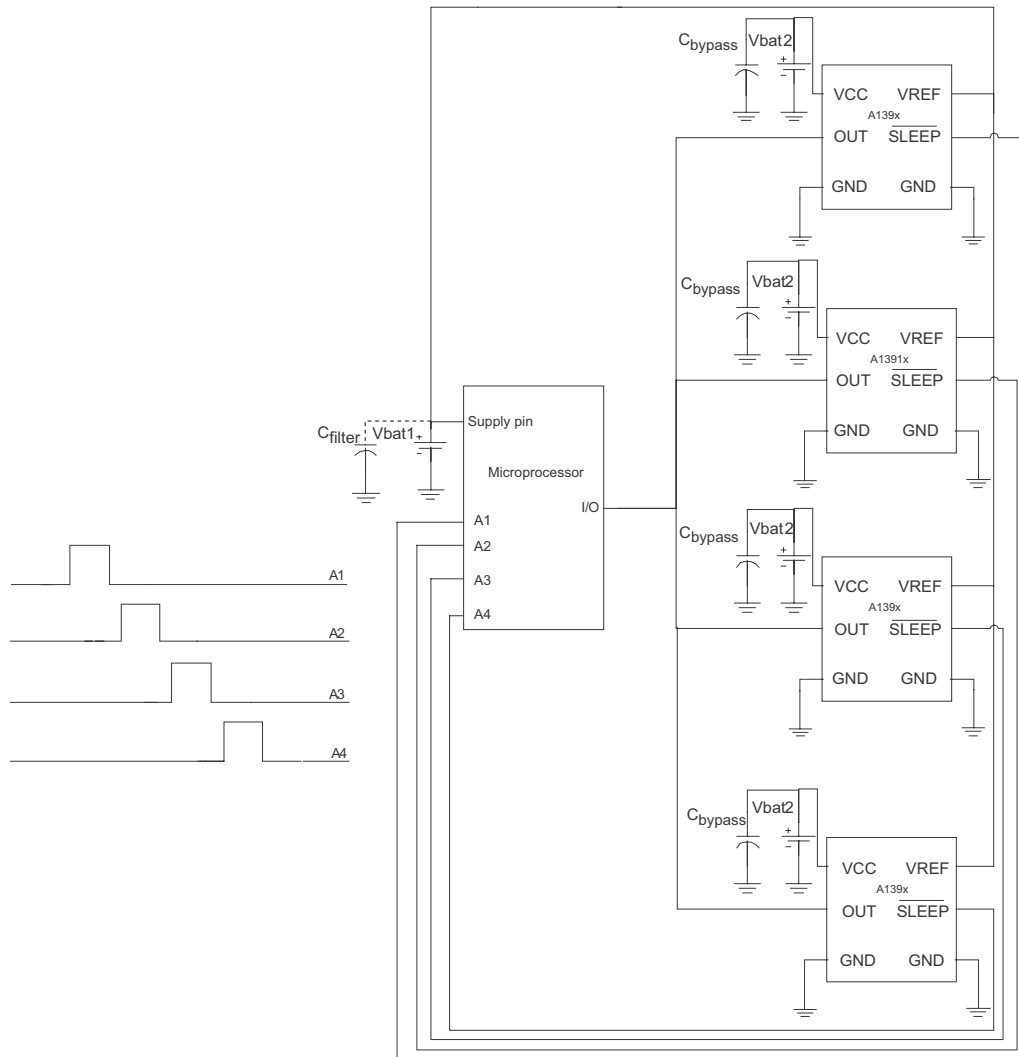 Cbypass Vbat2
+
-
VCC VREF
A139x
OUT SLEEP
GND GND
Cbypass Vbat2
+
-
VCC VREF
A1391x
OUT SLEEP
GND GND
Cfilter Vbat1
+
-
Supply pin
Microprocessor
I/O
A1
A2
A3
A4
Cbypass Vbat2
+
-
VCC VREF
A139x
OUT SLEEP
GND GND
A1
A2
A3
A4
Cbypass Vbat2
+
-
VCC VREF
A139x
OUT SLEEP
GND GND